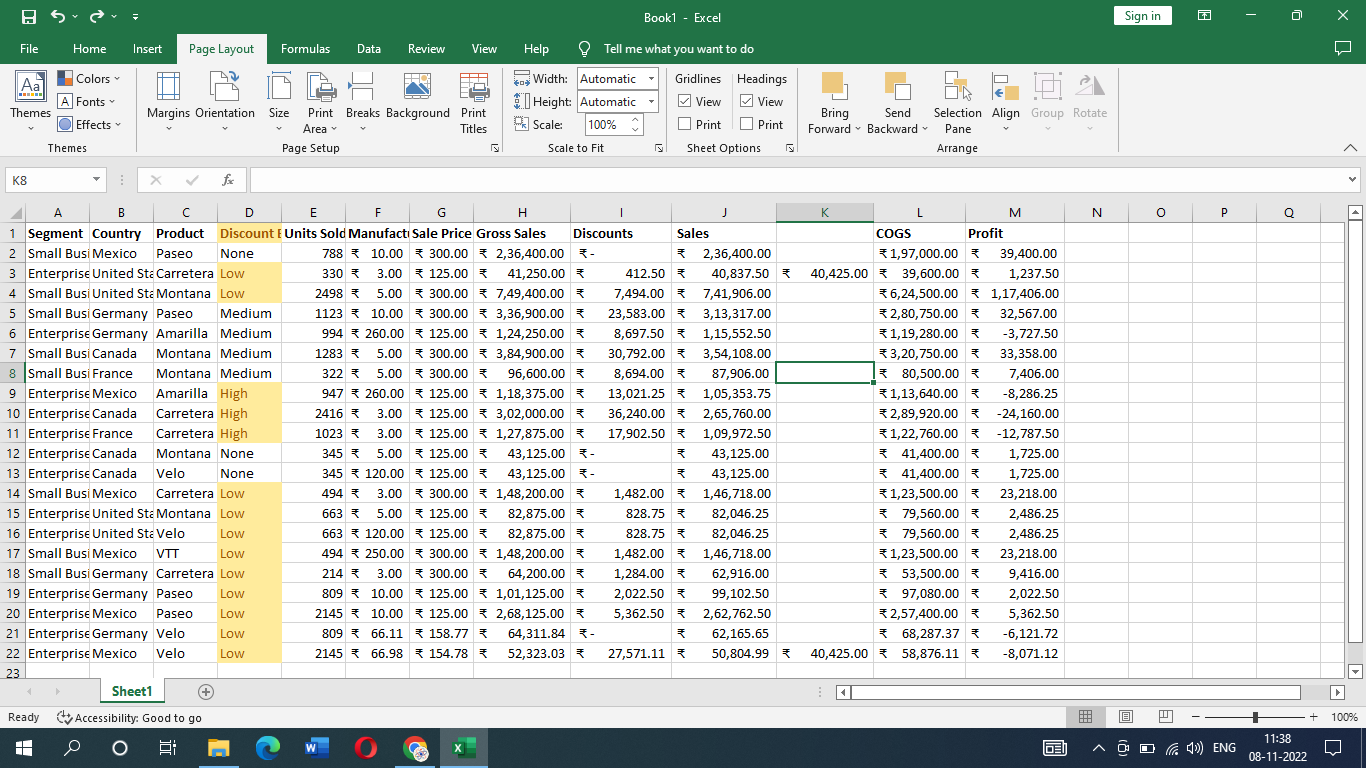 Book1 - Excel
Sign in
File Home Insert Page Layout Formulas Data Review View Help Tell me what you want to do
Aa Colors Width: Automatic Gridlines Headings
A Fonts Height: Automatic View View
Effects Scale: 100% Print Print
Themes Margins Orientation Size Print Area Breaks Background Print Titles Bring Forward Send Backward Selection Pane Align Group Rotate
Themes Page Setup Scale to Fit Sheet Options Arrange
K8 fx
A B C D E F G H I J K L M N O P Q
1 Segment Country Product Discount B Units Sold Manufact Sale Price Gross Sales Discounts Sales COGS Profit
2 Small Busi Mexico Paseo None 788 ₹ 10.00 ₹ 300.00 ₹ 2,36,400.00 ₹ - ₹ 2,36,400.00 ₹ 1,97,000.00 ₹ 39,400.00
3 Enterprise United Sta Carretera Low 330 ₹ 3.00 ₹ 125.00 ₹ 41,250.00 ₹ 412.50 ₹ 40,837.50 ₹ 40,425.00 ₹ 39,600.00 ₹ 1,237.50
4 Small Busi United Sta Montana Low 2498 ₹ 5.00 ₹ 300.00 ₹ 7,49,400.00 ₹ 7,494.00 ₹ 7,41,906.00 ₹ 6,24,500.00 ₹ 1,17,406.00
5 Small Busi Germany Paseo Medium 1123 ₹ 10.00 ₹ 300.00 ₹ 3,36,900.00 ₹ 23,583.00 ₹ 3,13,317.00 ₹ 2,80,750.00 ₹ 32,567.00
6 Enterprise Germany Amarilla Medium 994 ₹ 260.00 ₹ 125.00 ₹ 1,24,250.00 ₹ 8,697.50 ₹ 1,15,552.50 ₹ 1,19,280.00 ₹ -3,727.50
7 Small Busi Canada Montana Medium 1283 ₹ 5.00 ₹ 300.00 ₹ 3,84,900.00 ₹ 30,792.00 ₹ 3,54,108.00 ₹ 3,20,750.00 ₹ 33,358.00
8 Small Busi France Montana Medium 322 ₹ 5.00 ₹ 300.00 ₹ 96,600.00 ₹ 8,694.00 ₹ 87,906.00 ₹ 80,500.00 ₹ 7,406.00
9 Enterprise Mexico Amarilla High 947 ₹ 260.00 ₹ 125.00 ₹ 1,18,375.00 ₹ 13,021.25 ₹ 1,05,353.75 ₹ 1,13,640.00 ₹ -8,286.25
10 Enterprise Canada Carretera High 2416 ₹ 3.00 ₹ 125.00 ₹ 3,02,000.00 ₹ 36,240.00 ₹ 2,65,760.00 ₹ 2,89,920.00 ₹ -24,160.00
11 Enterprise France Carretera High 1023 ₹ 3.00 ₹ 125.00 ₹ 1,27,875.00 ₹ 17,902.50 ₹ 1,09,972.50 ₹ 1,22,760.00 ₹ -12,787.50
12 Enterprise Canada Montana None 345 ₹ 5.00 ₹ 125.00 ₹ 43,125.00 ₹ - ₹ 43,125.00 ₹ 41,400.00 ₹ 1,725.00
13 Enterprise Canada Velo None 345 ₹ 120.00 ₹ 125.00 ₹ 43,125.00 ₹ - ₹ 43,125.00 ₹ 41,400.00 ₹ 1,725.00
14 Small Busi Mexico Carretera Low 494 ₹ 3.00 ₹ 300.00 ₹ 1,48,200.00 ₹ 1,482.00 ₹ 1,46,718.00 ₹ 1,23,500.00 ₹ 23,218.00
15 Enterprise United Sta Montana Low 663 ₹ 5.00 ₹ 125.00 ₹ 82,875.00 ₹ 828.75 ₹ 82,046.25 ₹ 79,560.00 ₹ 2,486.25
16 Enterprise United Sta Velo Low 663 ₹ 120.00 ₹ 125.00 ₹ 82,875.00 ₹ 828.75 ₹ 82,046.25 ₹ 79,560.00 ₹ 2,486.25
17 Small Busi Mexico VTT Low 494 ₹ 250.00 ₹ 300.00 ₹ 1,48,200.00 ₹ 1,482.00 ₹ 1,46,718.00 ₹ 1,23,500.00 ₹ 23,218.00
18 Small Busi Germany Carretera Low 214 ₹ 3.00 ₹ 300.00 ₹ 64,200.00 ₹ 1,284.00 ₹ 62,916.00 ₹ 53,500.00 ₹ 9,416.00
19 Enterprise Germany Paseo Low 809 ₹ 10.00 ₹ 125.00 ₹ 1,01,125.00 ₹ 2,022.50 ₹ 99,102.50 ₹ 97,080.00 ₹ 2,022.50
20 Enterprise Mexico Paseo Low 2145 ₹ 10.00 ₹ 125.00 ₹ 2,68,125.00 ₹ 5,362.50 ₹ 2,62,762.50 ₹ 2,57,400.00 ₹ 5,362.50
21 Enterprise Germany Velo Low 809 ₹ 66.11 ₹ 158.77 ₹ 64,311.84 ₹ - ₹ 62,165.65 ₹ 68,287.37 ₹ -6,121.72
22 Enterprise Mexico Velo Low 2145 ₹ 66.98 ₹ 154.78 ₹ 52,323.03 ₹ 27,571.11 ₹ 50,804.99 ₹ 40,425.00 ₹ 58,876.11 ₹ -8,071.12
23
Sheet1
Ready Accessibility: Good to go 100%
ENG 11:38
08-11-2022